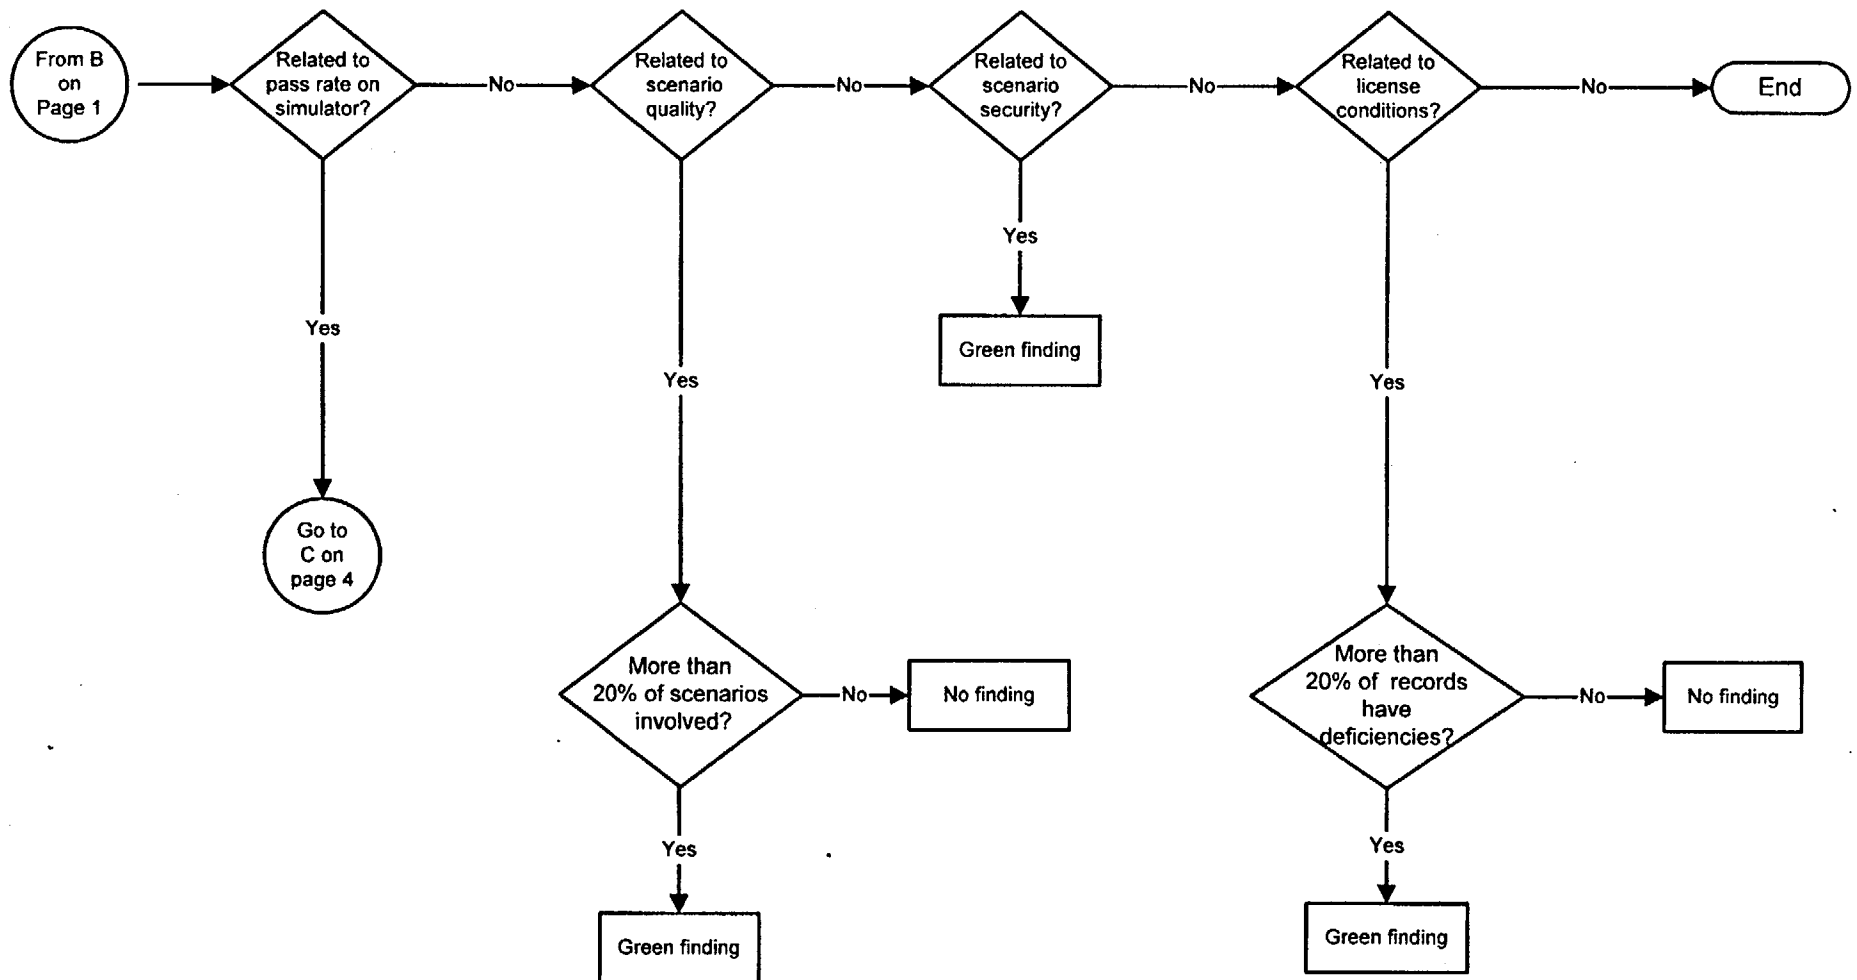 From B
on
Page 1
Related to
pass rate on
simulator?
No
Related to
scenario
quality?
No
Related to
scenario
security?
No
Related to
license
conditions?
No
End
Yes
Green finding
Yes
Yes
Yes
Go to
C on
page 4
More than
20% of scenarios
involved?
No
No finding
More than
20% of records
have
deficiencies?
No
No finding
Yes
Green finding
Yes
Green finding